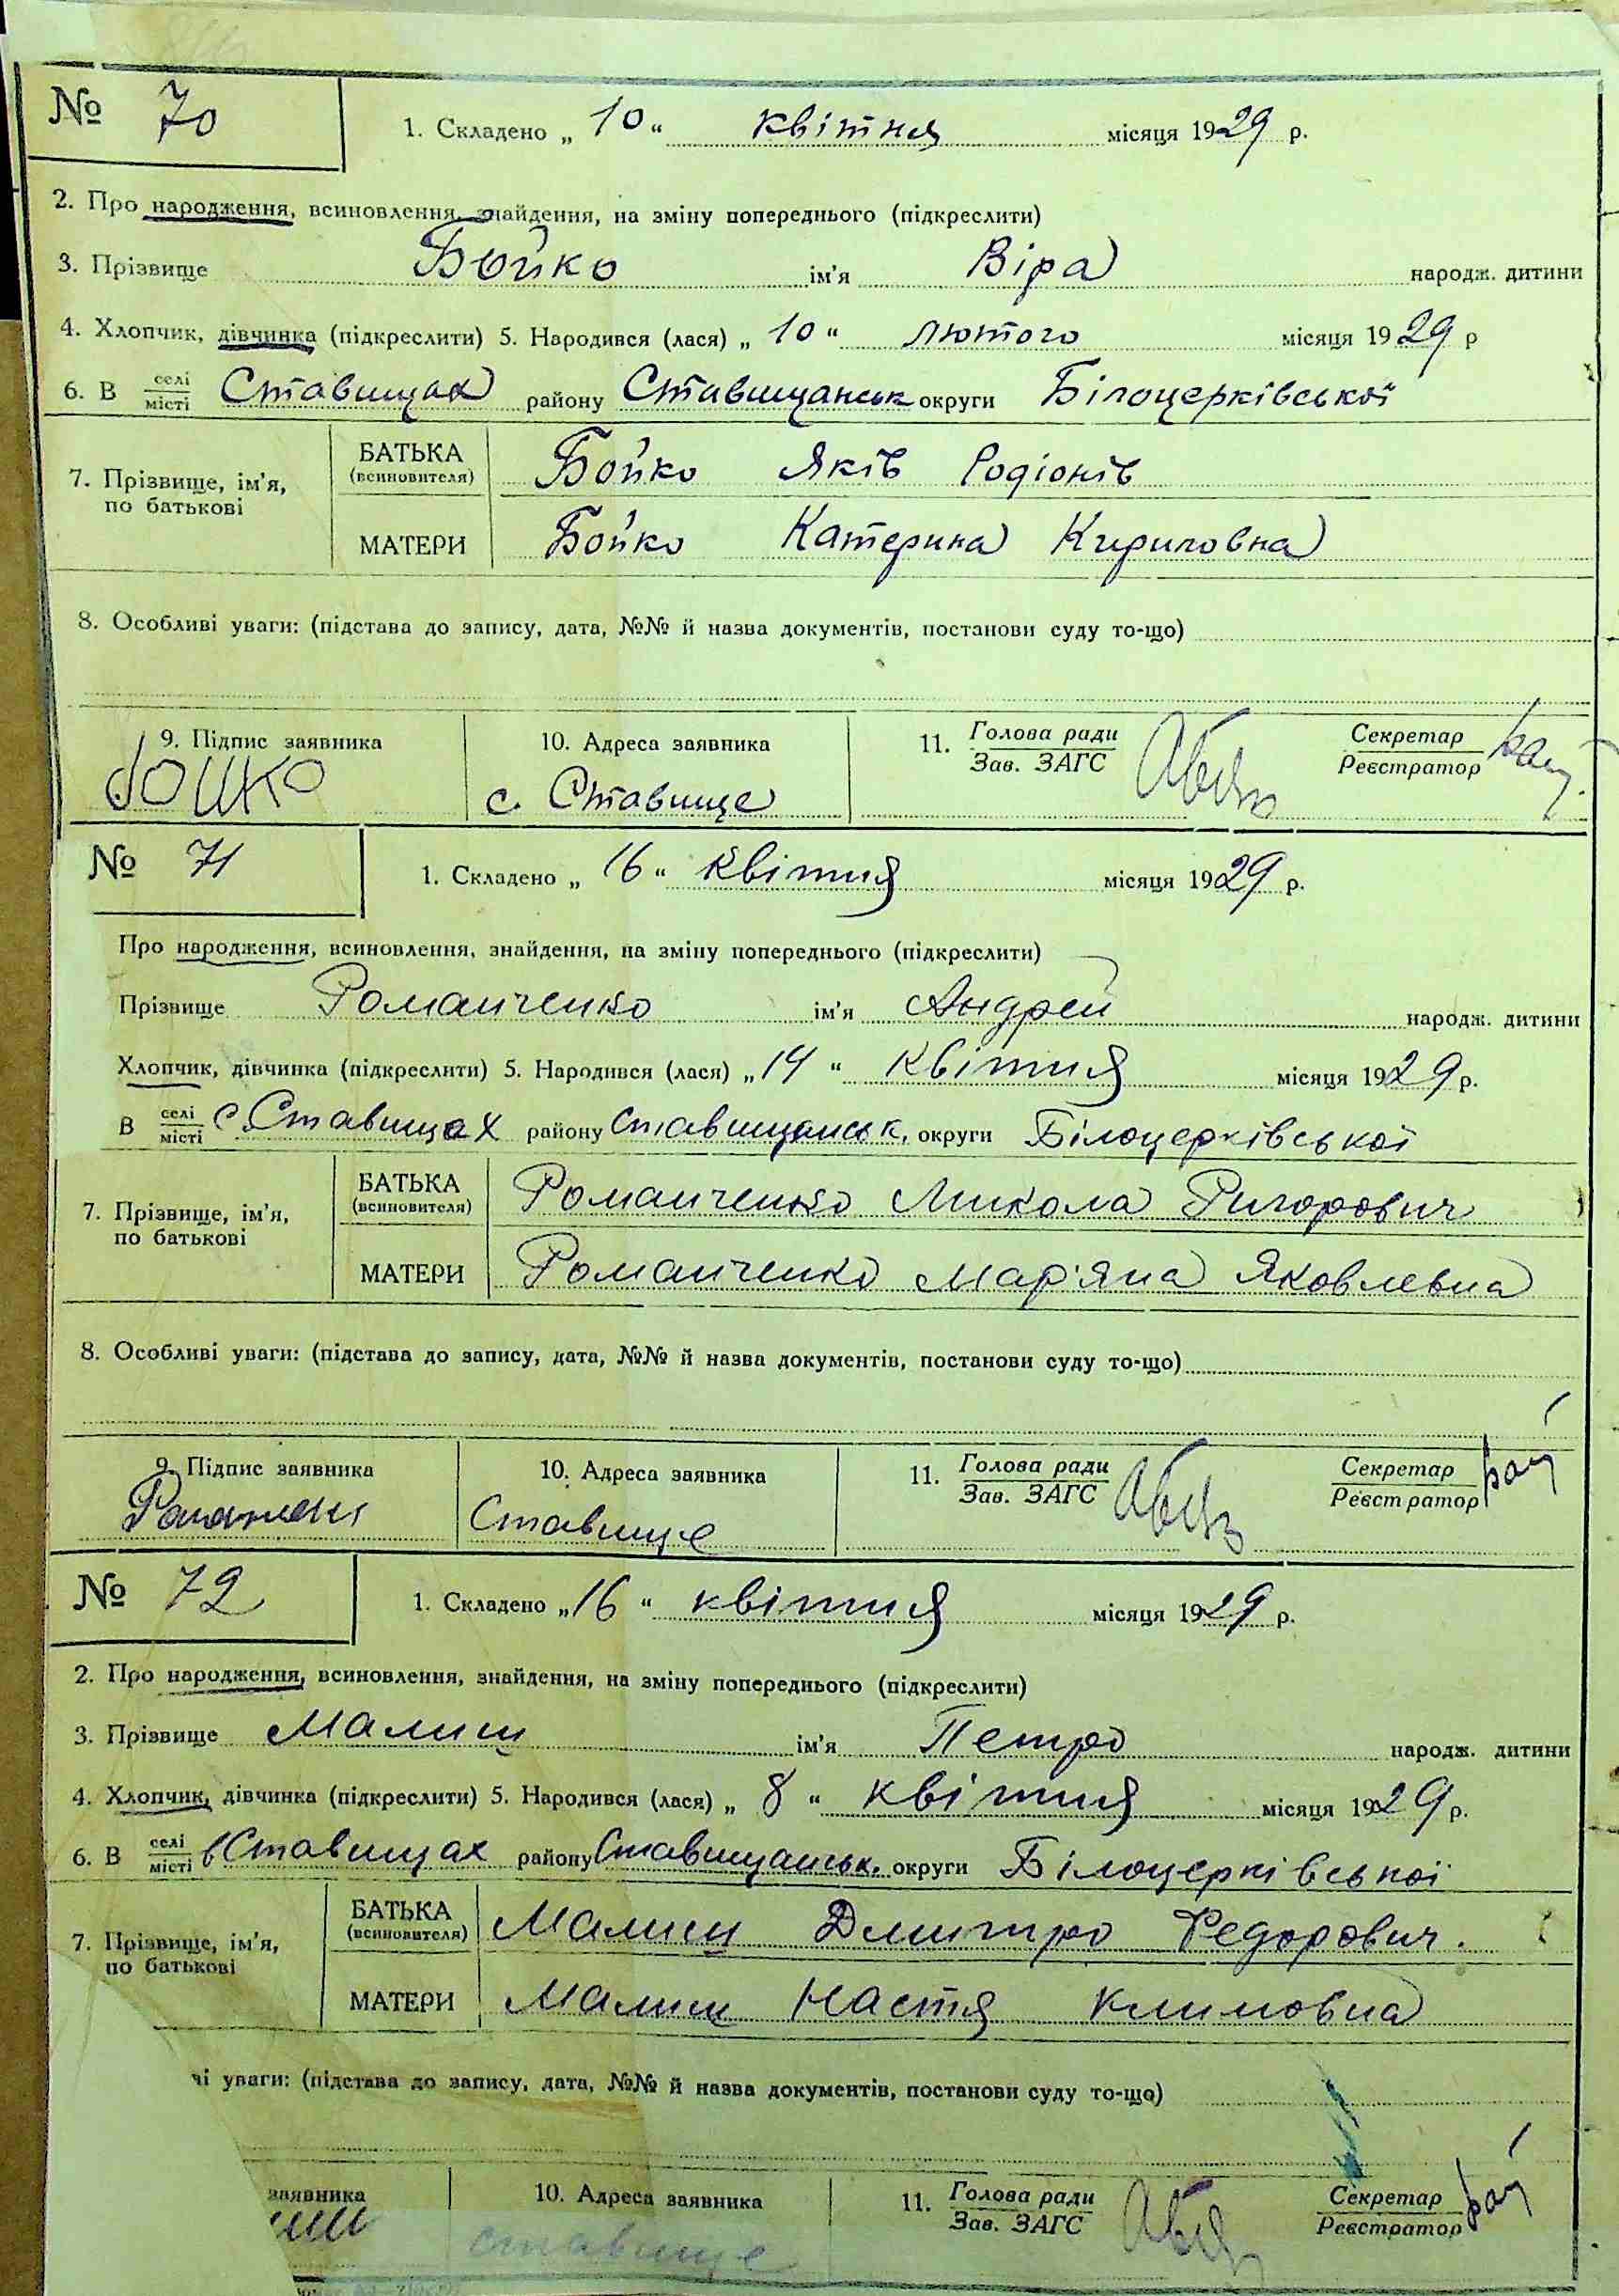 № 70 1. Складено „ 10 “ квітня місяця 1929 р.
2. Про народження, всиновлення, знайдення, на зміну попереднього (підкреслити)
3. Прізвище Бойко ім'я Віра народж. дитини
4. Хлопчик, дівчинка (підкреслити) 5. Народився (лася) „ 10 “ лютого місяця 1929 р
6. В селі місті Ставищах району Ставищанськ округи Білоцерківської
7. Прізвище, ім'я, по батькові
БАТЬКА (всиновителя) Бойко Яків Родіонів
МАТЕРИ Бойко Катерина Кириловна
8. Особливі уваги: (підстава до запису, дата, №№ й назва документів, постанови суду то-що)
9. Підпис заявника 10. Адреса заявника 11. Голова ради Зав. ЗАГС Секретар Реєстратор
Бойко с. Ставище
№ 71 1. Складено „ 16 “ квітня місяця 1929 р.
Про народження, всиновлення, знайдення, на зміну попереднього (підкреслити)
Прізвище Романченко ім'я Андрей народж. дитини
Хлопчик, дівчинка (підкреслити) 5. Народився (лася) „ 14 “ квітня місяця 1929 р.
В селі місті с. Ставищах району Ставищанськ. округи Білоцерківської
7. Прізвище, ім'я, по батькові
БАТЬКА (всиновителя) Романченко Микола Ригорович
МАТЕРИ Романченко Мар'яна Яковлевна
8. Особливі уваги: (підстава до запису, дата, №№ й назва документів, постанови суду то-що)
9. Підпис заявника 10. Адреса заявника 11. Голова ради Зав. ЗАГС Секретар Реєстратор
Ставище
№ 72 1. Складено „ 16 “ квітня місяця 1929 р.
2. Про народження, всиновлення, знайдення, на зміну попереднього (підкреслити)
3. Прізвище Малиш ім'я Петро народж. дитини
4. Хлопчик, дівчинка (підкреслити) 5. Народився (лася) „ 8 “ квітня місяця 1929 р.
6. В селі місті в Ставищах району Ставищанськ. округи Білоцерківської
7. Прізвище, ім'я, по батькові
БАТЬКА (всиновителя) Малиш Дмитро Федорович.
МАТЕРИ Малиш Настя Климовна
ві уваги: (підстава до запису, дата, №№ й назва документів, постанови суду то-що)
заявника 10. Адреса заявника 11. Голова ради Зав. ЗАГС Секретар Реєстратор
ставище